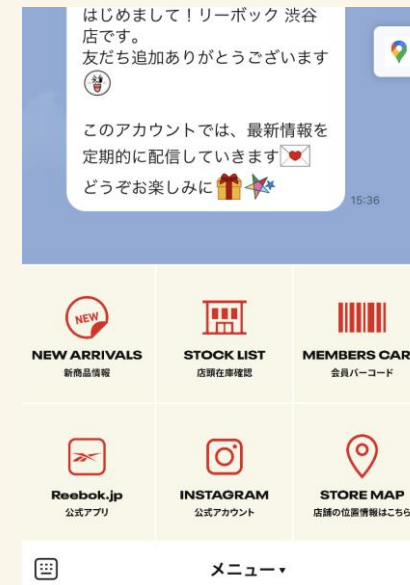 はじめまして！リーボック 渋谷
店です。
友だち追加ありがとうございます
このアカウントでは、最新情報を
定期的に配信していきます
どうぞお楽しみに
15:36
NEW
NEW ARRIVALS
新商品情報
STOCK LIST
店頭在庫確認
MEMBERS CAR
会員バーコード
Reebok.jp
公式アプリ
INSTAGRAM
公式アカウント
STORE MAP
店舗の位置情報はこちら
メニュー▼